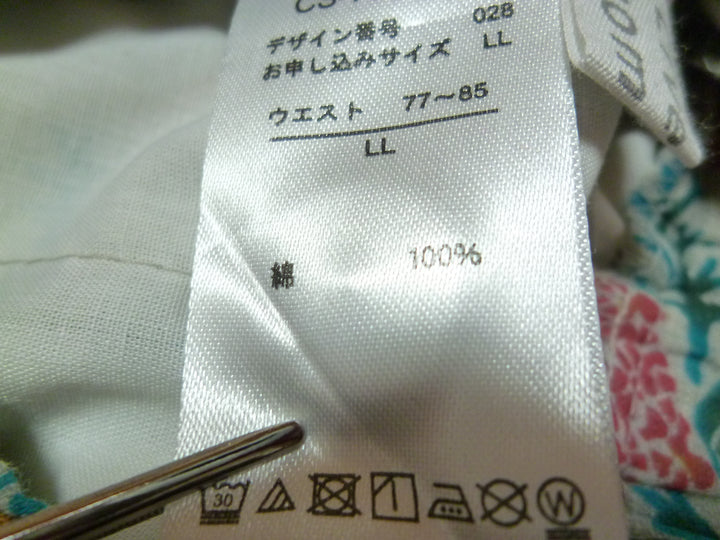 デザイン番号 028
お申し込みサイズ LL
ウエスト 77～85
LL
綿 100%
30
W